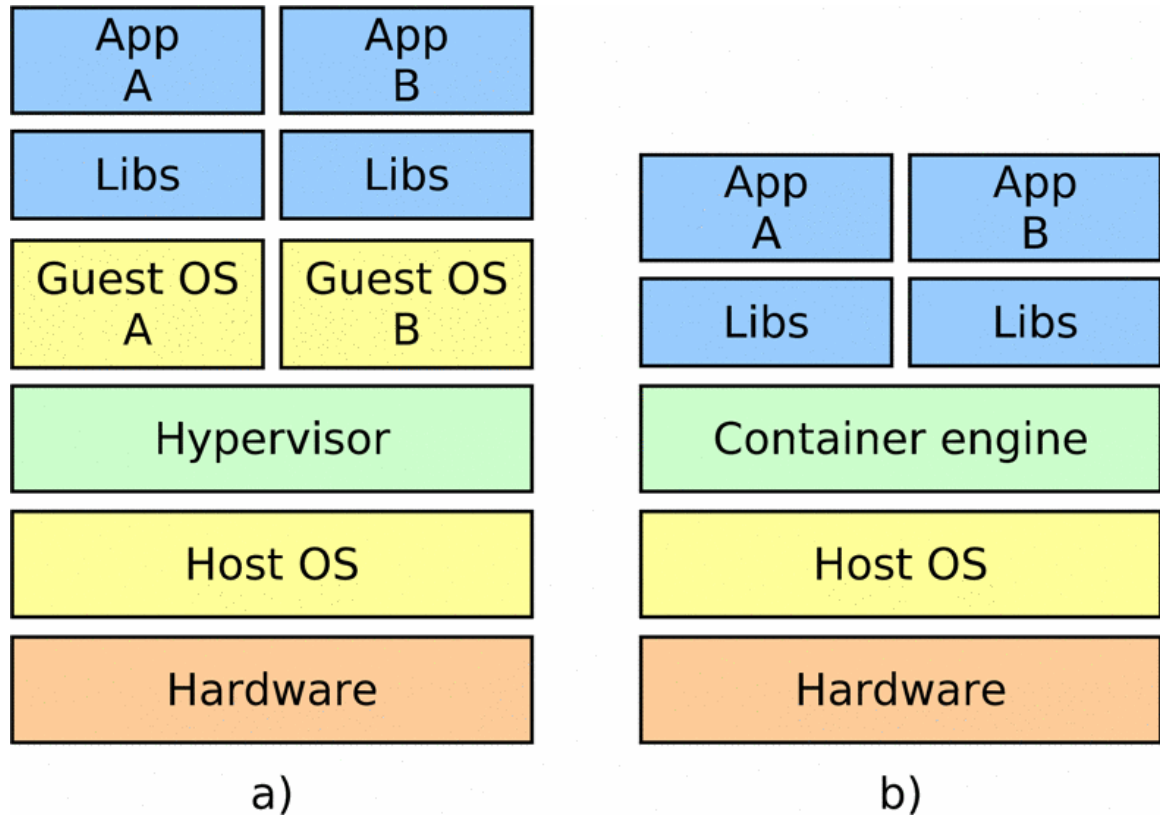 App
A
App
B
Libs
Libs
Guest OS
A
Guest OS
B
Hypervisor
Host OS
Hardware
a)
App
A
App
B
Libs
Libs
Container engine
Host OS
Hardware
b)